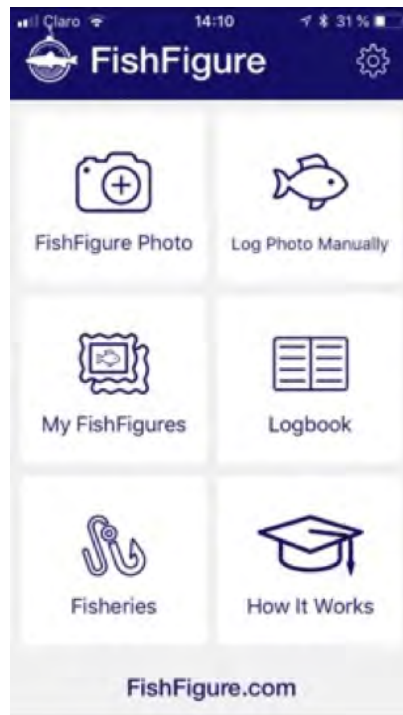 Claro 14:10 31 %
FishFigure
FishFigure Photo Log Photo Manually
My FishFigures Logbook
Fisheries How It Works
FishFigure.com